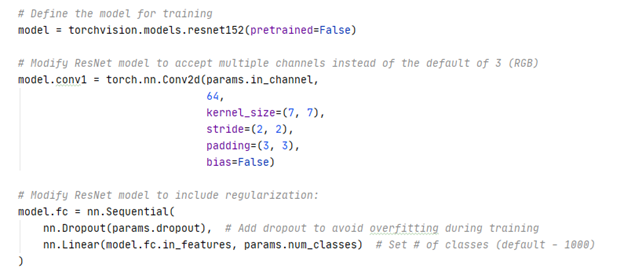 # Define the model for training
model = torchvision.models.resnet152(pretrained=False)
# Modify ResNet model to accept multiple channels instead of the default of 3 (RGB)
model.conv1 = torch.nn.Conv2d(params.in_channel,
64,
kernel_size=(7, 7),
stride=(2, 2),
padding=(3, 3),
bias=False)
# Modify ResNet model to include regularization:
model.fc = nn.Sequential(
nn.Dropout(params.dropout),  # Add dropout to avoid overfitting during training
nn.Linear(model.fc.in_features, params.num_classes)  # Set # of classes (default - 1000)
)